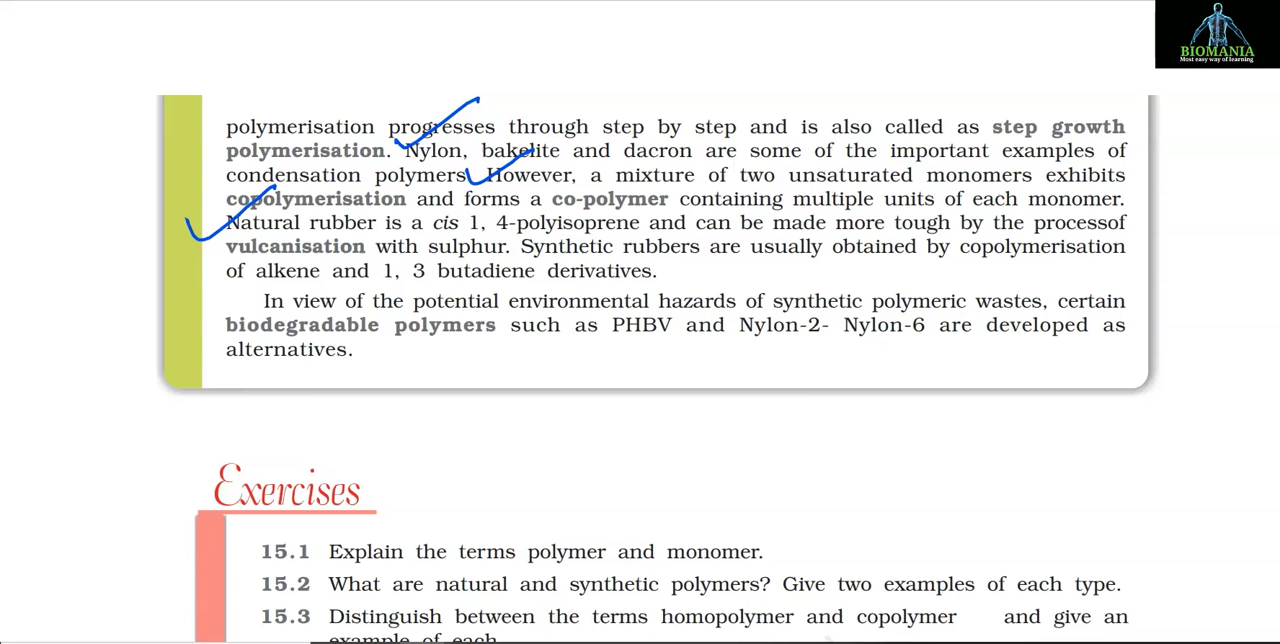 BIOMANIA
Most easy way of learning
polymerisation progresses through step by step and is also called as step growth
polymerisation. Nylon, bakelite and dacron are some of the important examples of
condensation polymers. However, a mixture of two unsaturated monomers exhibits
copolymerisation and forms a co-polymer containing multiple units of each monomer.
Natural rubber is a cis 1, 4-polyisoprene and can be made more tough by the processof
vulcanisation with sulphur. Synthetic rubbers are usually obtained by copolymerisation
of alkene and 1, 3 butadiene derivatives.
In view of the potential environmental hazards of synthetic polymeric wastes, certain
biodegradable polymers such as PHBV and Nylon-2- Nylon-6 are developed as
alternatives.
Exercises
15.1 Explain the terms polymer and monomer.
15.2 What are natural and synthetic polymers? Give two examples of each type.
15.3 Distinguish between the terms homopolymer and copolymer and give an
example of each